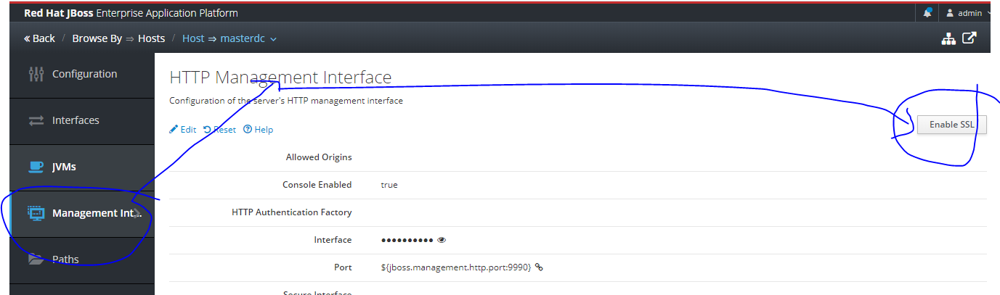 Red Hat JBoss Enterprise Application Platform
admin
Back / Browse By ⇒ Hosts / Host ⇒ masterdc
Configuration
Interfaces
JVMs
Management Int...
Paths
HTTP Management Interface
Configuration of the server's HTTP management interface
Edit Reset Help
Enable SSL
Allowed Origins
Console Enabled true
HTTP Authentication Factory
Interface ••••••••••
Port ${jboss.management.http.port:9990}
Secure Interface